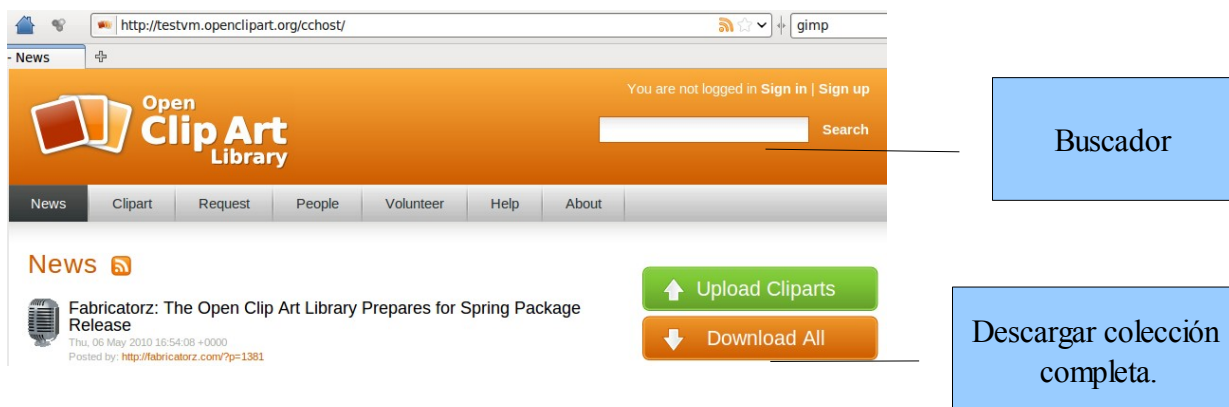 http://testvm.openclipart.org/cchost/
gimp
- News
You are not logged in Sign in | Sign up
Open
Clip Art
Library
Search
Buscador
News Clipart Request People Volunteer Help About
News
Upload Cliparts
Fabricatorz: The Open Clip Art Library Prepares for Spring Package
Release
Thu, 06 May 2010 16:54:08 +0000
Posted by: http://fabricatorz.com/?p=1381
Download All
Descargar colección
completa.